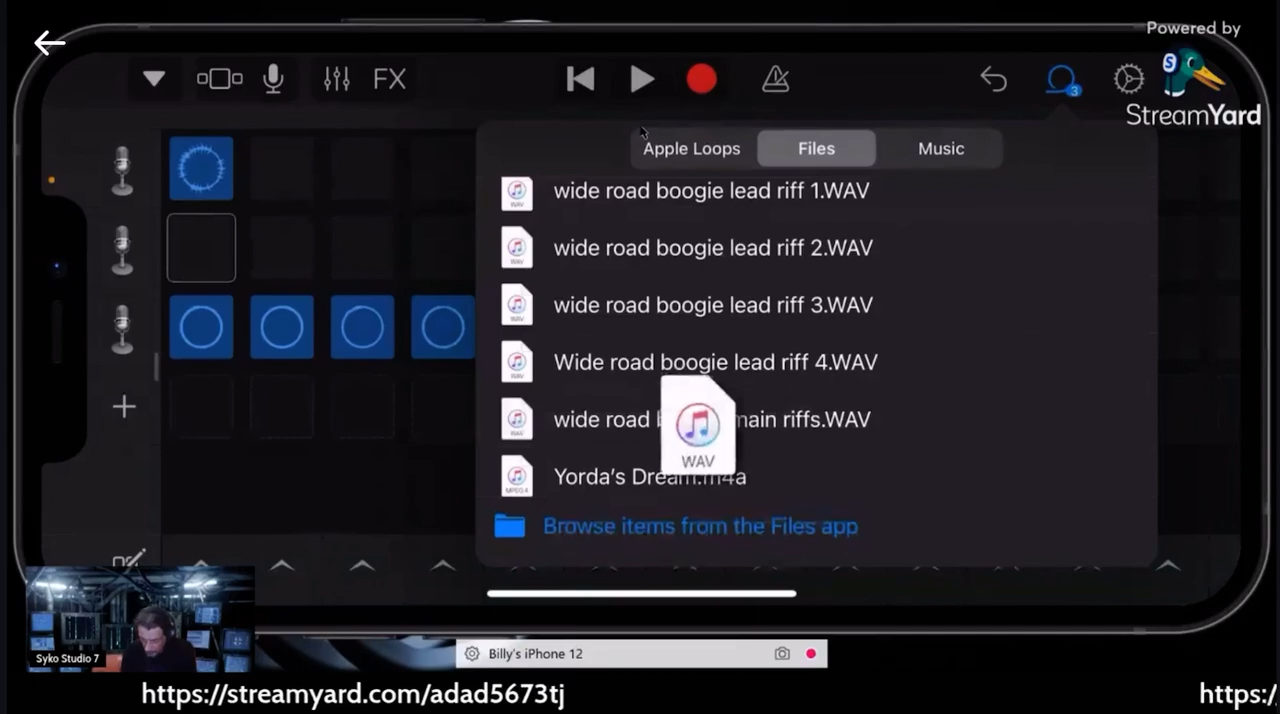 Powered by
FX
3
S
StreamYard
Apple Loops
Files
Music
wide road boogie lead riff 1.WAV
wide road boogie lead riff 2.WAV
wide road boogie lead riff 3.WAV
Wide road boogie lead riff 4.WAV
wide road b main riffs.WAV
WAV
Yorda's Dream.m4a
Browse items from the Files app
Syko Studio 7
Billy's iPhone 12
https://streamyard.com/adad5673tj
https:/